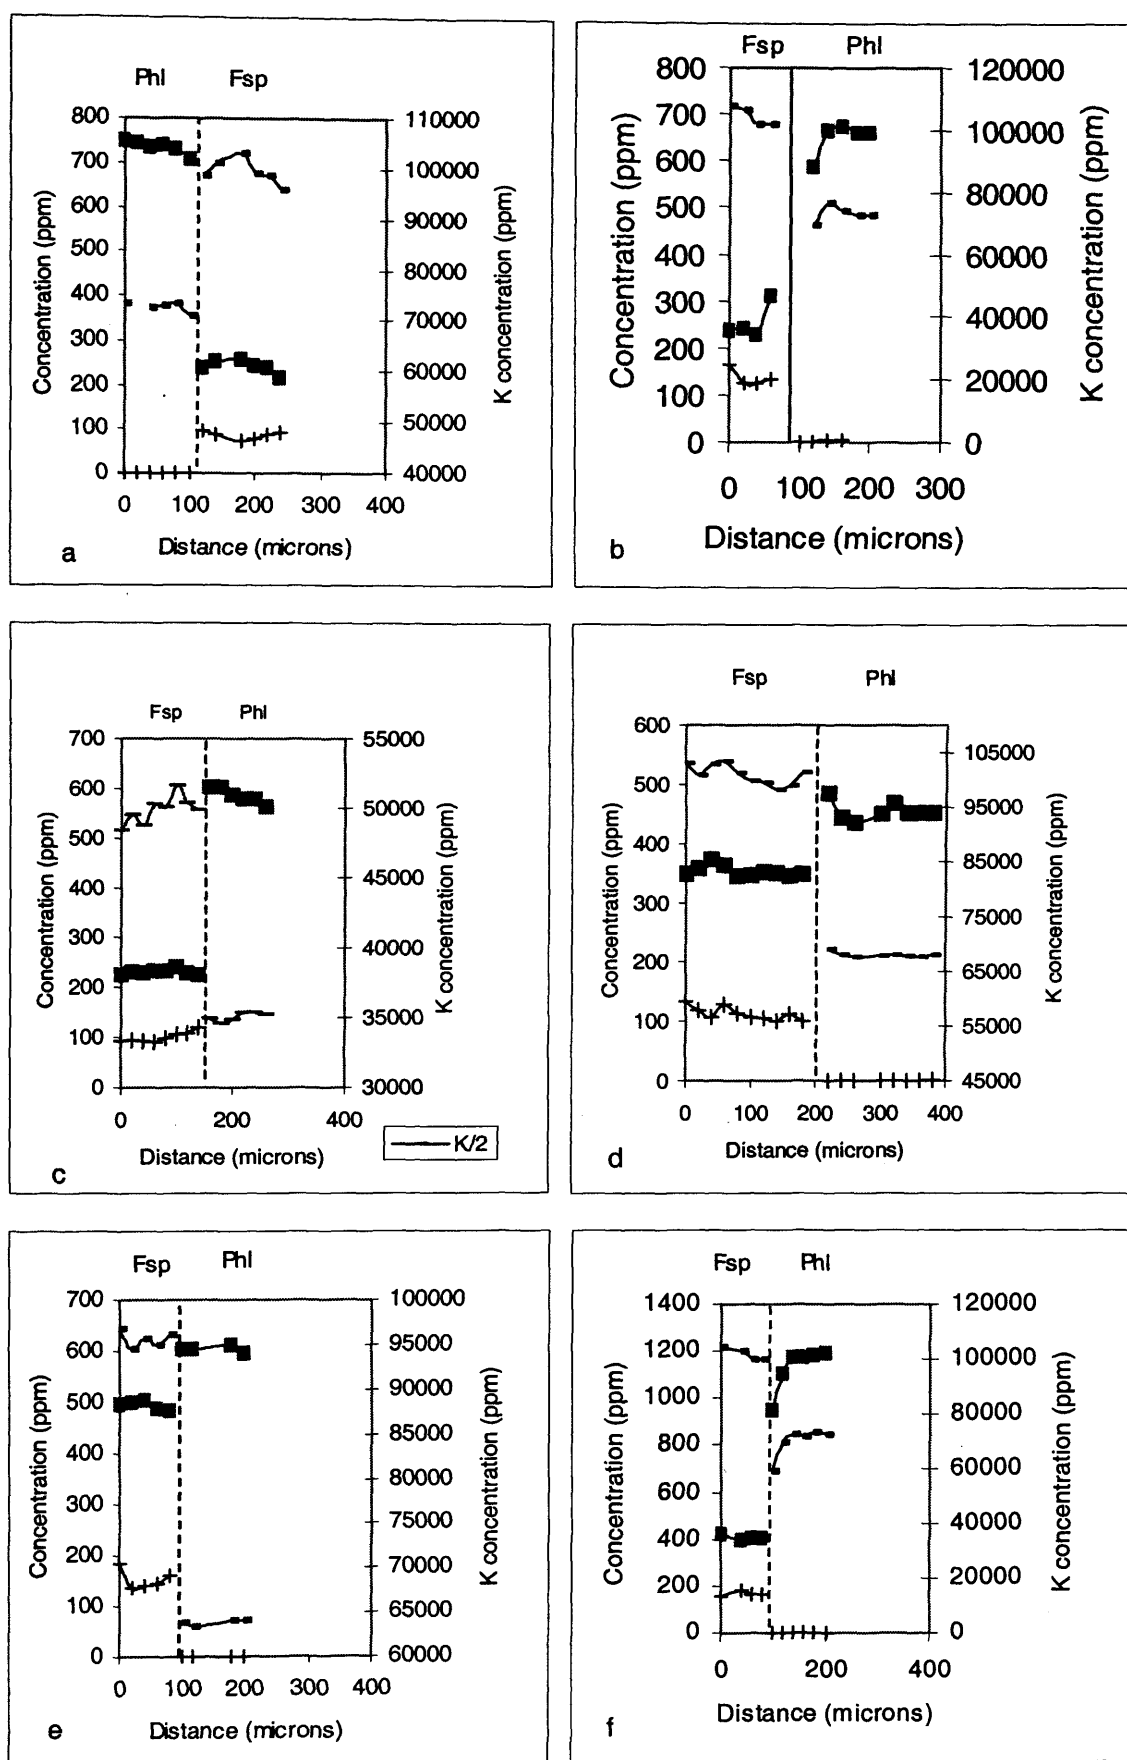 Phl Fsp
800
700
600
500
400
300
200
100
0
Concentration (ppm)
110000
100000
90000
80000
70000
60000
50000
40000
K concentration (ppm)
0 100 200 300 400
Distance (microns)
a
Fsp Phl
800
700
600
500
400
300
200
100
0
Concentration (ppm)
120000
100000
80000
60000
40000
20000
0
K concentration (ppm)
0 100 200 300
Distance (microns)
b
Fsp Phl
700
600
500
400
300
200
100
0
Concentration (ppm)
55000
50000
45000
40000
35000
30000
K concentration (ppm)
0 200 400
Distance (microns)
K/2
c
Fsp Phl
600
500
400
300
200
100
0
Concentration (ppm)
105000
95000
85000
75000
65000
55000
45000
K concentration (ppm)
0 100 200 300 400
Distance (microns)
d
Fsp Phl
700
600
500
400
300
200
100
0
Concentration (ppm)
100000
95000
90000
85000
80000
75000
70000
65000
60000
K concentration (ppm)
0 100 200 300 400
Distance (microns)
e
Fsp Phl
1400
1200
1000
800
600
400
200
0
Concentration (ppm)
120000
100000
80000
60000
40000
20000
0
K concentration (ppm)
0 200 400
Distance (microns)
f